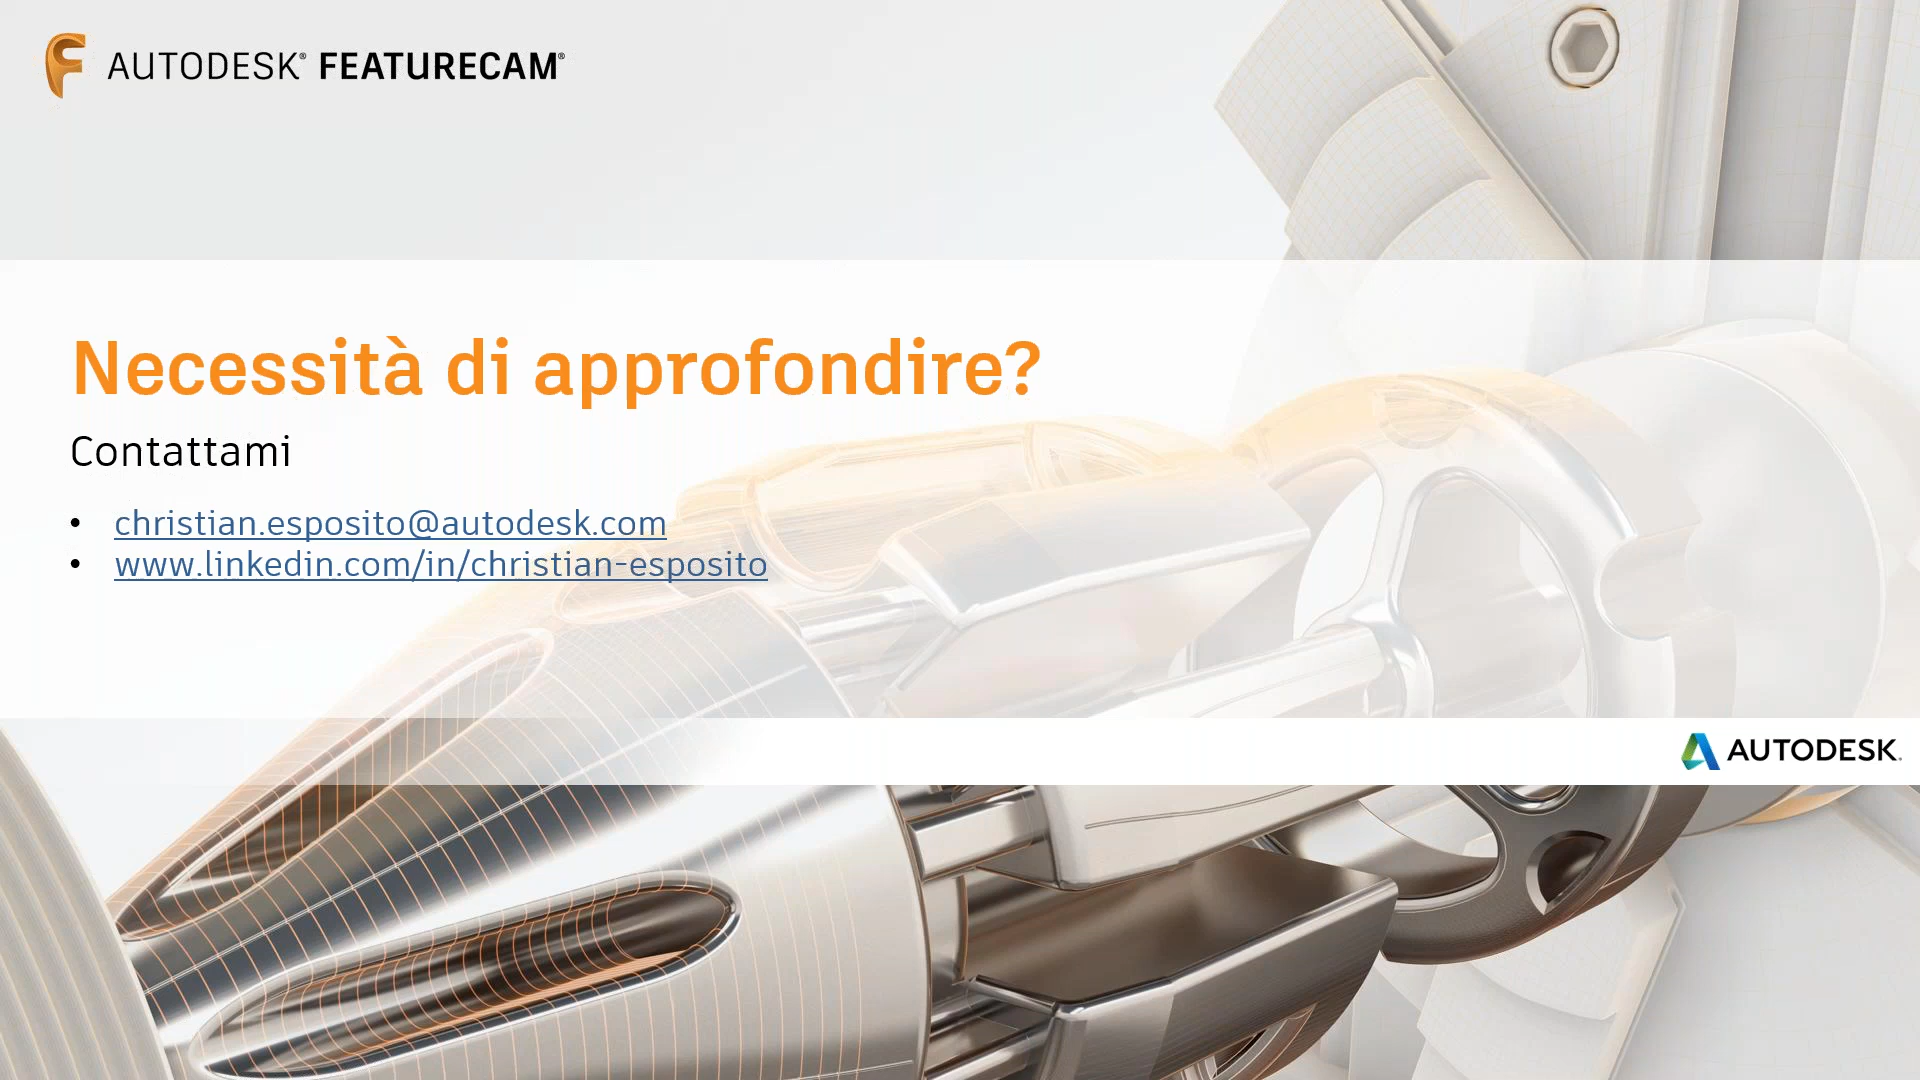 AUTODESK® FEATURECAM®
Necessità di approfondire?
Contattami
• christian.esposito@autodesk.com
• www.linkedin.com/in/christian-esposito
AUTODESK.